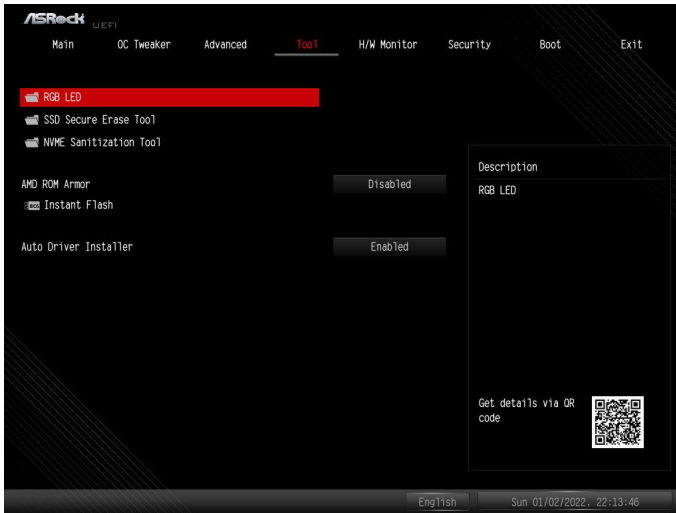 ASRock UEFI
Main OC Tweaker Advanced Tool H/W Monitor Security Boot Exit
RGB LED
SSD Secure Erase Tool
NVME Sanitization Tool
Description
AMD ROM Armor Disabled
RGB LED
BIOS Instant Flash
Auto Driver Installer Enabled
Get details via QR
code
English Sun 01/02/2022. 22:13:46